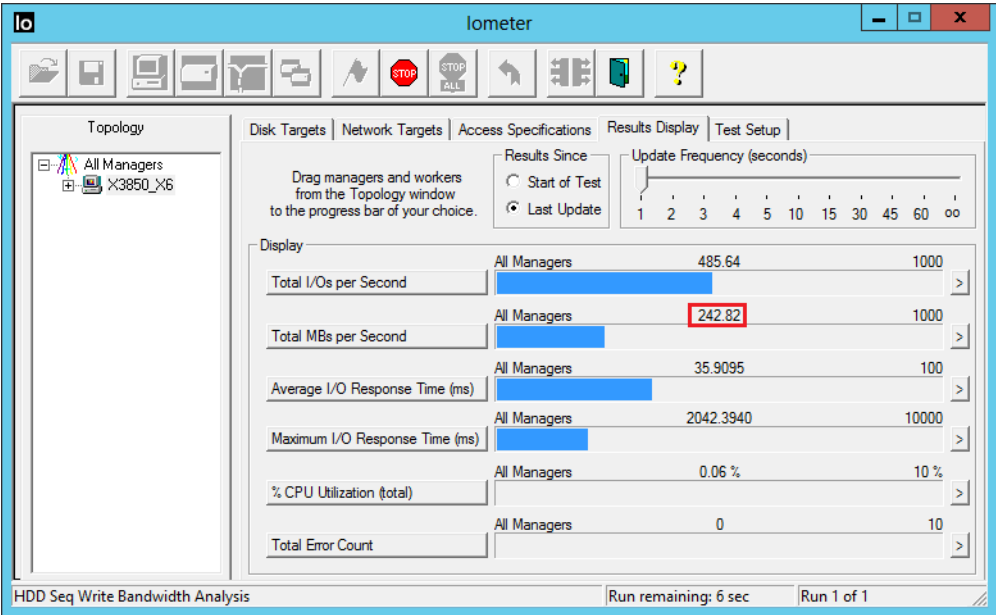 Io
Iometer
STOP
STOP
ALL
Topology
All Managers
X3850_X6
Disk Targets
Network Targets
Access Specifications
Results Display
Test Setup
Drag managers and workers
from the Topology window
to the progress bar of your choice.
Results Since
Start of Test
Last Update
Update Frequency (seconds)
1 2 3 4 5 10 15 30 45 60 oo
Display
All Managers 485.64 1000
Total I/Os per Second >
All Managers 242.82 1000
Total MBs per Second >
All Managers 35.9095 100
Average I/O Response Time (ms) >
All Managers 2042.3940 10000
Maximum I/O Response Time (ms) >
All Managers 0.06 % 10 %
% CPU Utilization (total) >
All Managers 0 10
Total Error Count >
HDD Seq Write Bandwidth Analysis
Run remaining: 6 sec
Run 1 of 1